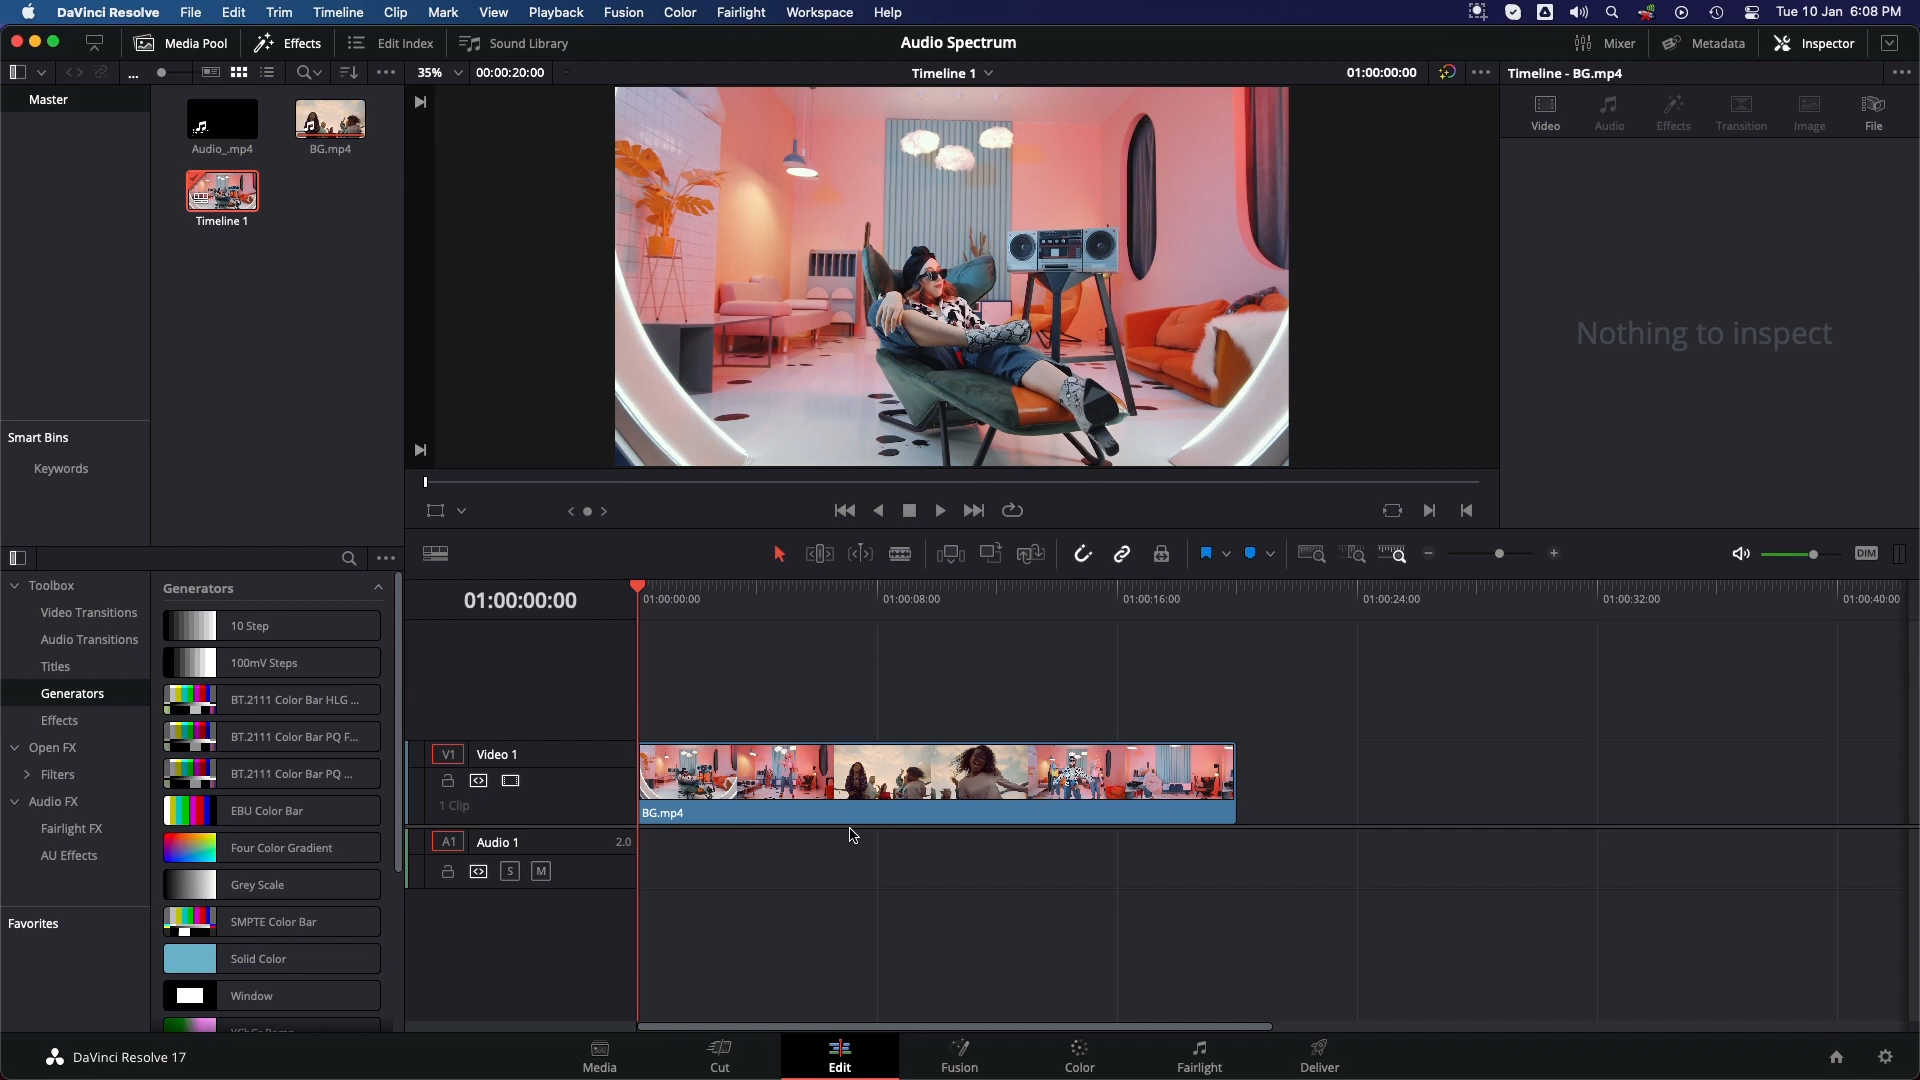 DaVinci Resolve File Edit Trim Timeline Clip Mark View Playback Fusion Color Fairlight Workspace Help Tue 10 Jan 6:08 PM
Media Pool Effects Edit Index Sound Library Audio Spectrum Mixer Metadata Inspector
35% 00:00:20:00 Timeline 1 01:00:00:00 Timeline - BG.mp4
Master
Audio_.mp4 BG.mp4
Timeline 1
Video Audio Effects Transition Image File
Nothing to inspect
Smart Bins
Keywords
DIM
Toolbox
Video Transitions
Audio Transitions
Titles
Generators
Effects
Open FX
Filters
Audio FX
Fairlight FX
AU Effects
Favorites
Generators
10 Step
100mV Steps
BT.2111 Color Bar HLG ...
BT.2111 Color Bar PQ F...
BT.2111 Color Bar PQ ...
EBU Color Bar
Four Color Gradient
Grey Scale
SMPTE Color Bar
Solid Color
Window
01:00:00:00
01:00:00:00 01:00:08:00 01:00:16:00 01:00:24:00 01:00:32:00 01:00:40:00
V1 Video 1
1 Clip
BG.mp4
A1 Audio 1 2.0
S M
DaVinci Resolve 17
Media Cut Edit Fusion Color Fairlight Deliver